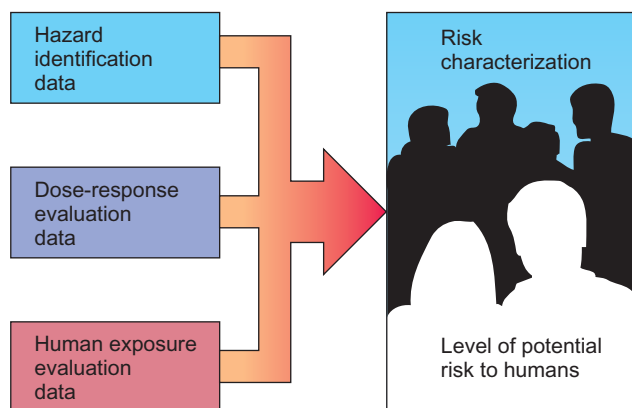 Hazard
identification
data
Dose-response
evaluation
data
Human exposure
evaluation
data
Risk
characterization
Level of potential
risk to humans